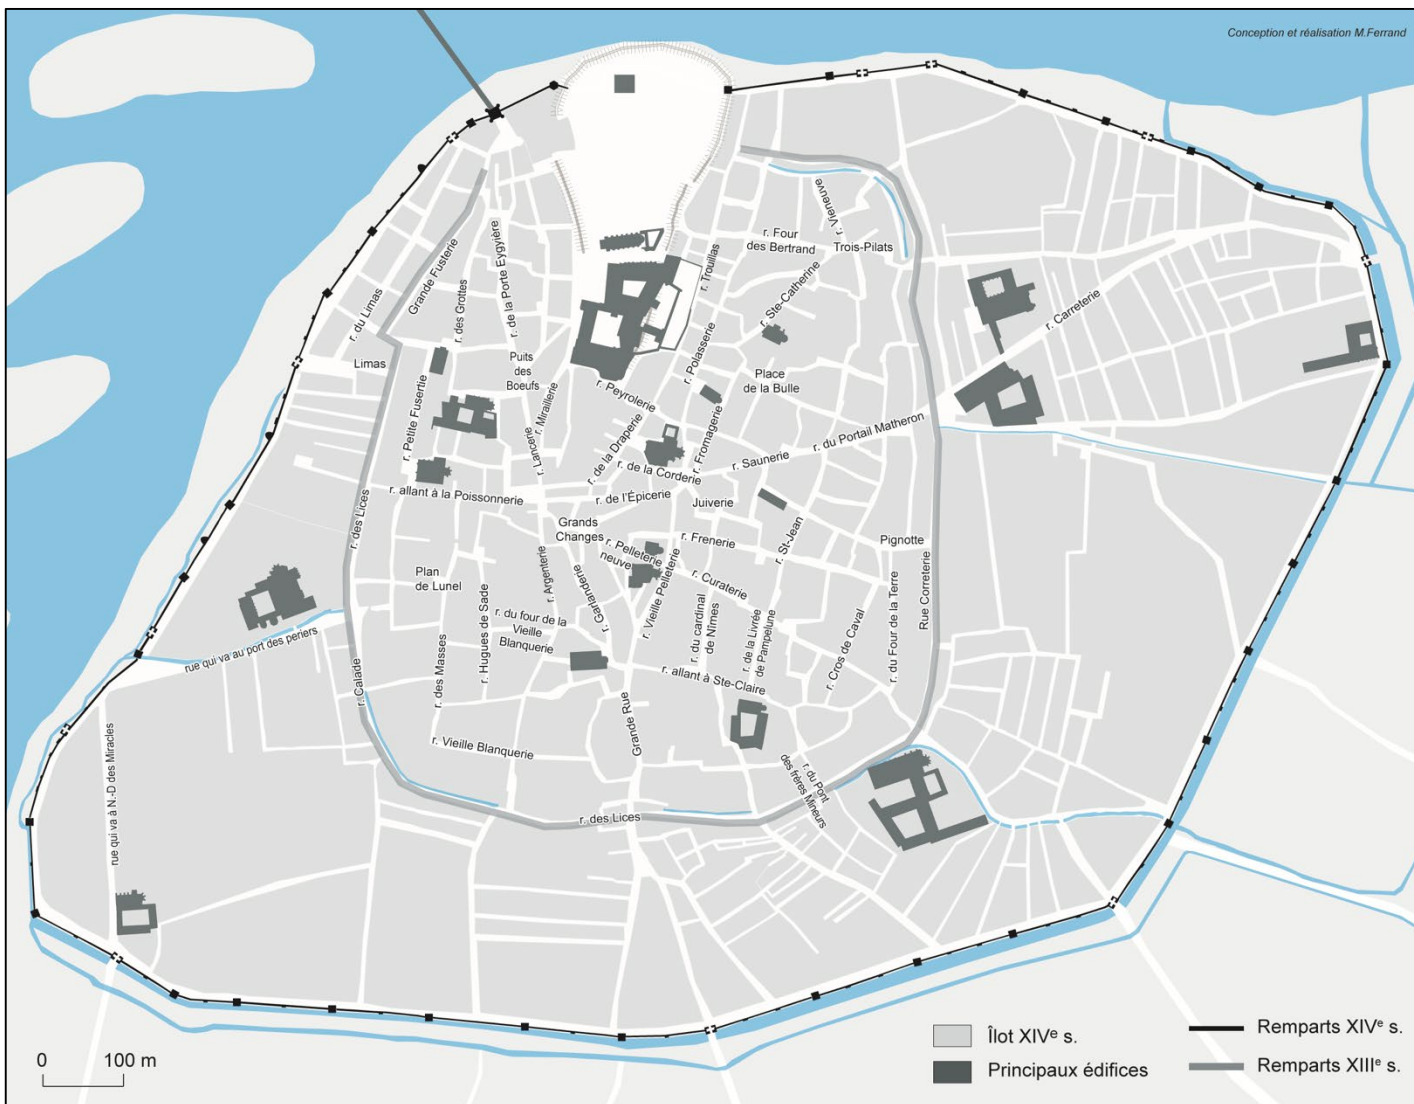 Conception et réalisation M.Ferrand
r. Vieneuve
r. Four
des Bertrand
Trois-Pilats
Grande Fusterie
r. de la Porte Eygyière
r. Trouillas
r. Ste-Catherine
r. du Limas
r. des Grottes
r. Carreterie
Limas
Puits
des
Boeufs
r. Polasserie
Place
de la Bulle
r. Petite Fusertie
r. Miraillerie
r. Peyrolerie
r. Lancerie
r. de la Draperie
r. Fromagerie
r. du Portail Matheron
r. Saunerie
r. de la Corderie
r. allant à la Poissonnerie
r. de l'Épicerie
Juiverie
r. des Lices
Grands
Changes
r. Frenerie
r. St-Jean
Pignotte
r. Pelleterie
neuve
r. Argenterie
r. Garlanderie
r. Vieille Pelleterie
r. Curaterie
Plan
de Lunel
r. Hugues de Sade
r. du four de la
Vieille
Blanquerie
r. du cardinal
de Nîmes
r. de la Livrée
de Pampelune
r. Cros de Caval
r. du Four de la Terre
Rue Correterie
rue qui va au port des periers
r. Calade
r. des Masses
r. allant à Ste-Claire
Grande Rue
r. Vieille Blanquerie
r. du Pont
des frères Mineurs
rue qui va à N.-D des Miracles
r. des Lices
0 100 m
Îlot XIVe s.
Principaux édifices
Remparts XIVe s.
Remparts XIIIe s.